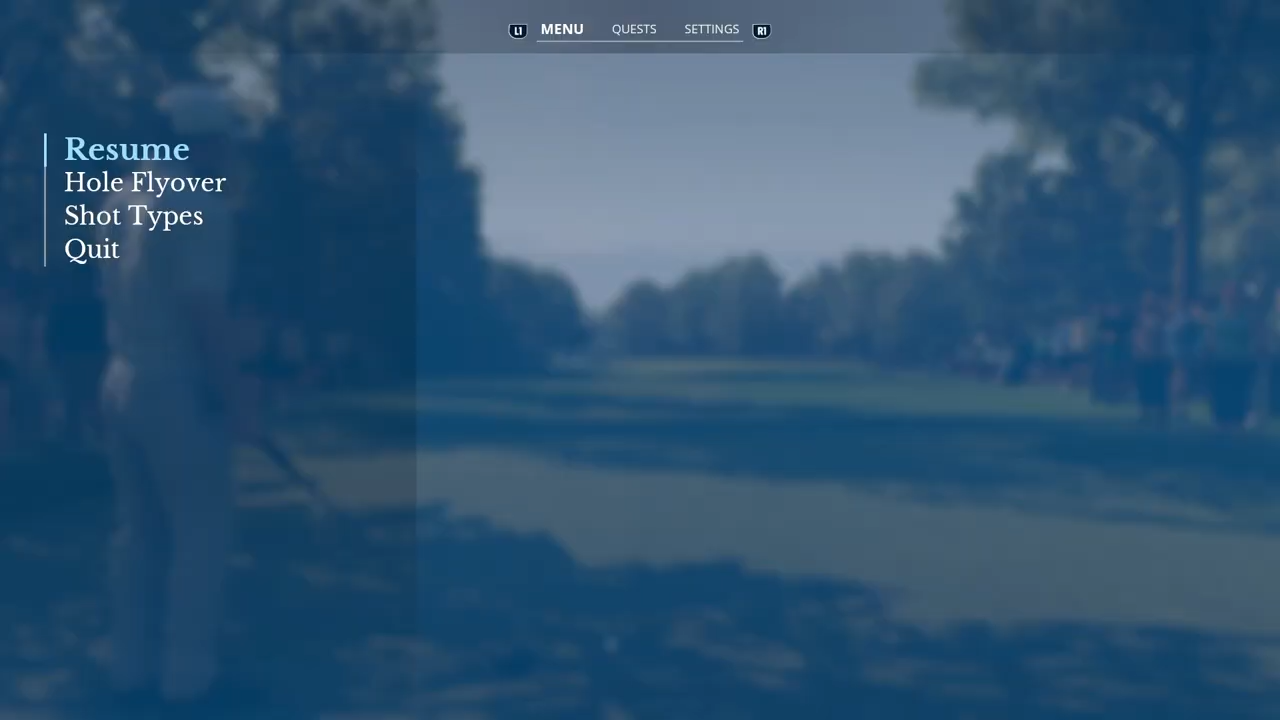 L1 MENU QUESTS SETTINGS R1
Resume
Hole Flyover
Shot Types
Quit